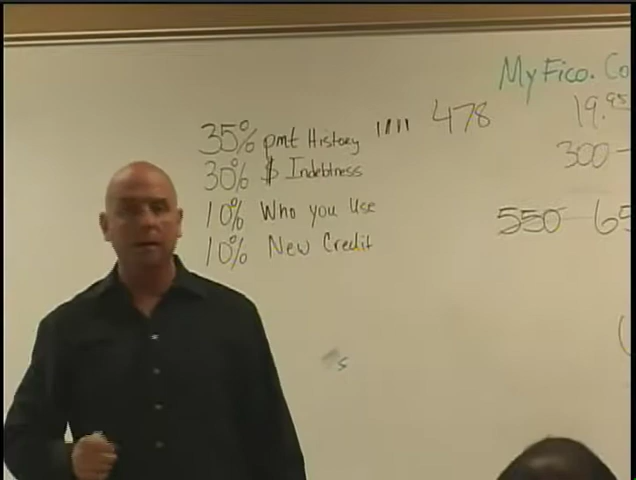 MyFico.Co
35% pmt History 1111 478
19.95
30% $ Indebtness
300-
10% Who you Use
550-65
10% New Credit
s